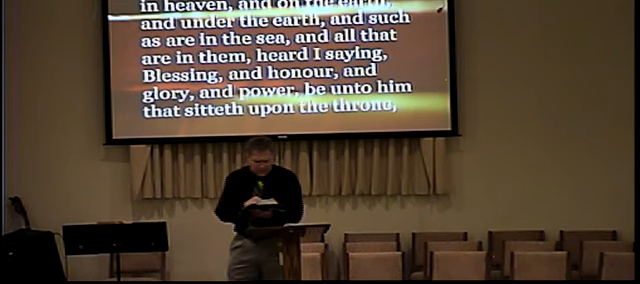 in heaven, and on the earth,
and under the earth, and such
as are in the sea, and all that
are in them, heard I saying,
Blessing, and honour, and
glory, and power, be unto him
that sitteth upon the throne,